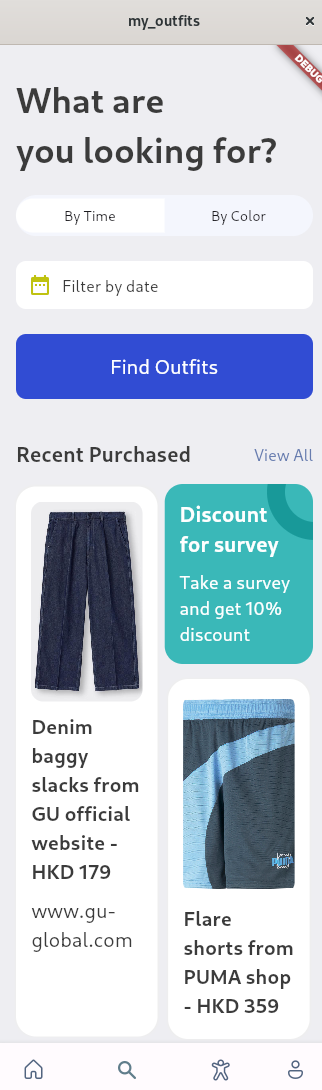 my_outfits
DEBUG
What are
you looking for?
By Time
By Color
Filter by date
Find Outfits
Recent Purchased
View All
Denim
baggy
slacks from
GU official
website -
HKD 179
www.gu-
global.com
Discount
for survey
Take a survey
and get 10%
discount
Flare
shorts from
PUMA shop
- HKD 359